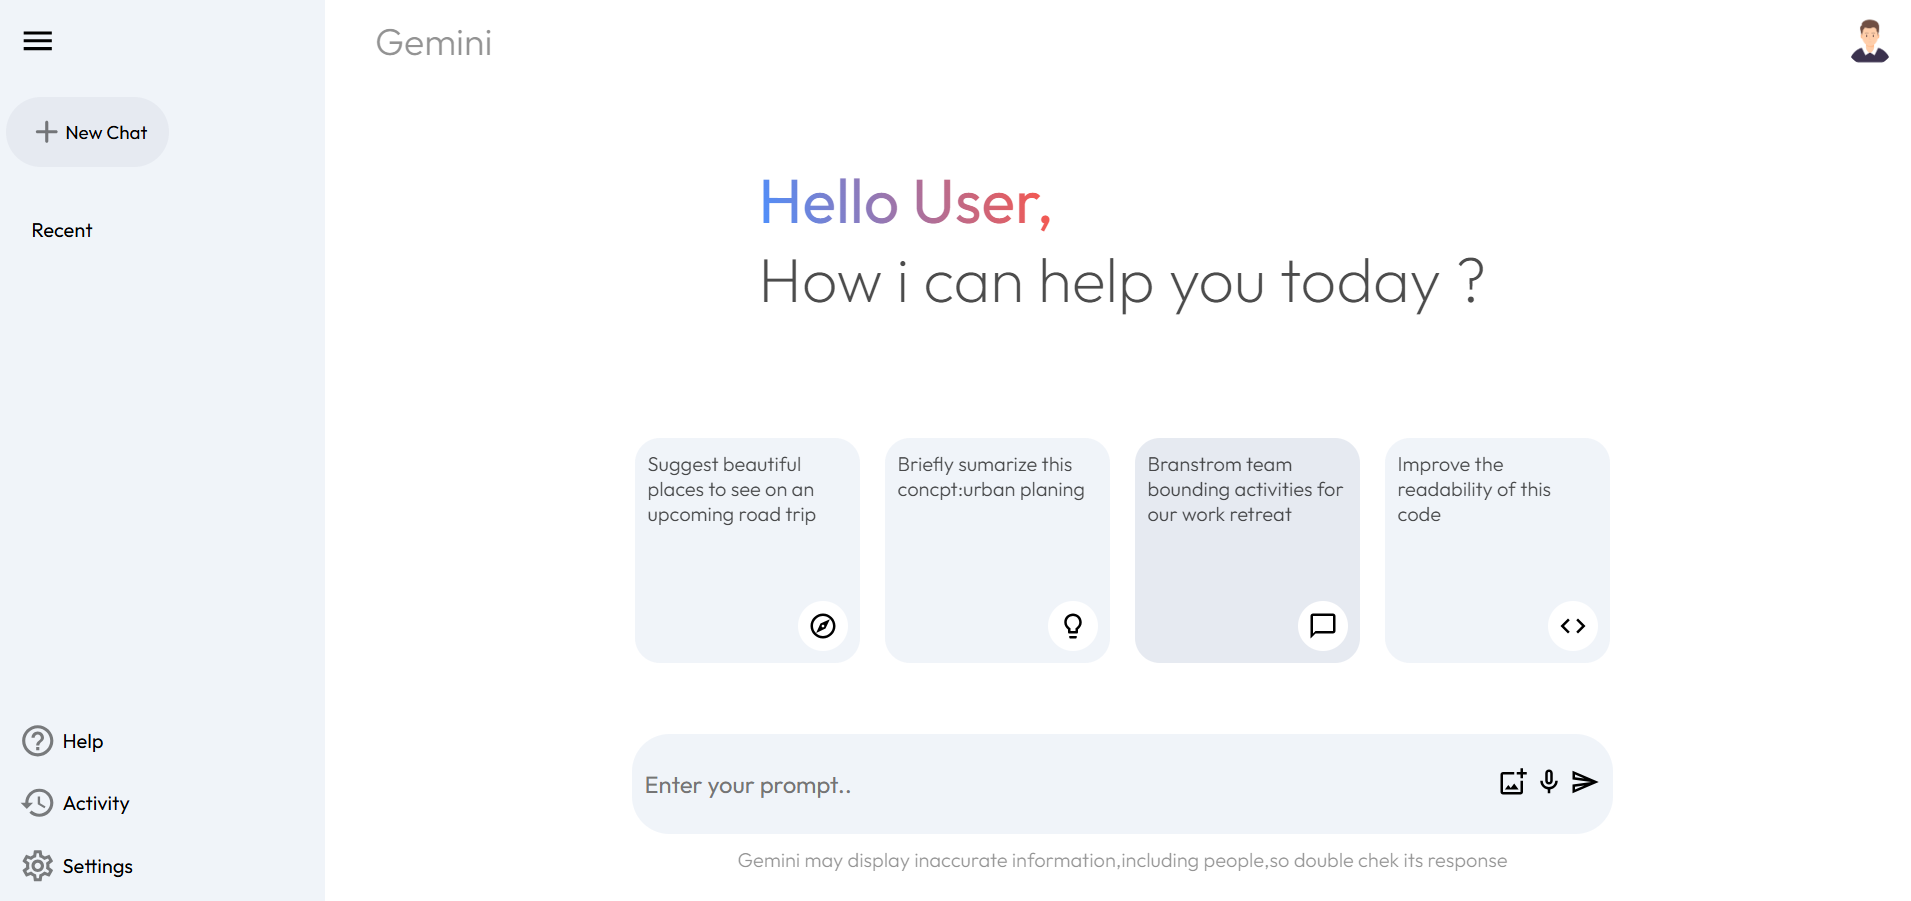 Gemini
New Chat
Recent
Hello User,
How i can help you today ?
Suggest beautiful
places to see on an
upcoming road trip
Briefly sumarize this
concpt:urban planing
Branstrom team
bounding activities for
our work retreat
Improve the
readability of this
code
Help
Activity
Settings
Enter your prompt..
Gemini may display inaccurate information,including people,so double chek its response